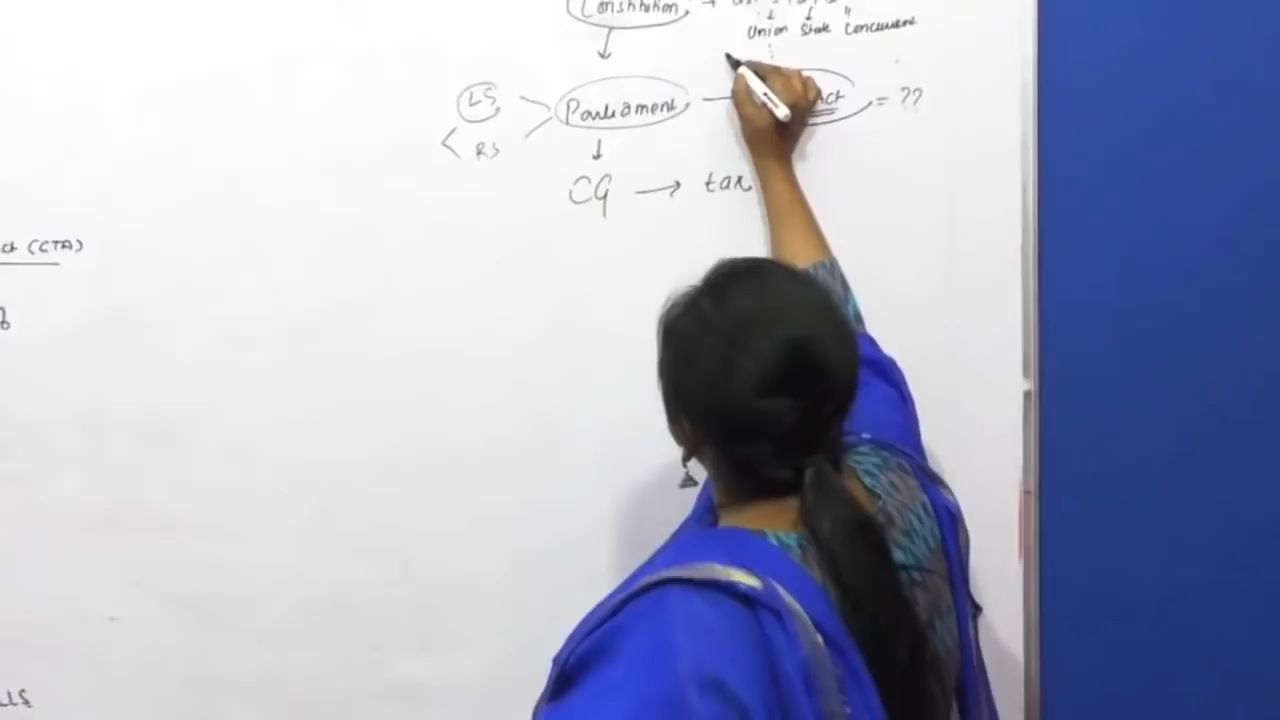 Constitution →
Union State Concurrent
LS Parliament — Act = ??
RS
CG → tax
ct (CTA)